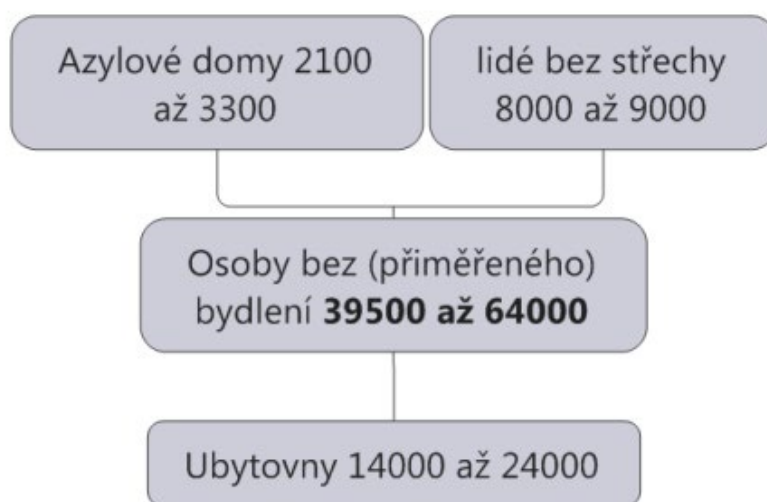 Azylové domy 2100
až 3300
lidé bez střechy
8000 až 9000
Osoby bez (přiměřeného)
bydlení 39500 až 64000
Ubytovny 14000 až 24000